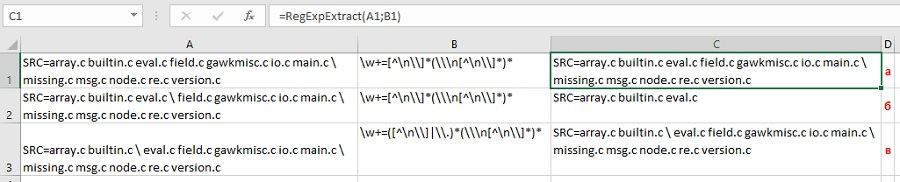 C1 fx =RegExpExtract(A1;B1)
A B C D
1 SRC=array.c builtin.c eval.c field.c gawkmisc.c io.c main.c \ \w+=[^\n\\]*(\\\n[^\n\\]*)* SRC=array.c builtin.c eval.c field.c gawkmisc.c io.c main.c \ а
missing.c msg.c node.c re.c version.c missing.c msg.c node.c re.c version.c
2 SRC=array.c builtin.c eval.c \ field.c gawkmisc.c io.c main.c \ \w+=[^\n\\]*(\\\n[^\n\\]*)* SRC=array.c builtin.c eval.c б
missing.c msg.c node.c re.c version.c
3 SRC=array.c builtin.c \ eval.c field.c gawkmisc.c io.c main.c \ \w+=([^\n\\]|\\.)*(\\\n[^\n\\]*)* SRC=array.c builtin.c \ eval.c field.c gawkmisc.c io.c main.c \ в
missing.c msg.c node.c re.c version.c missing.c msg.c node.c re.c version.c